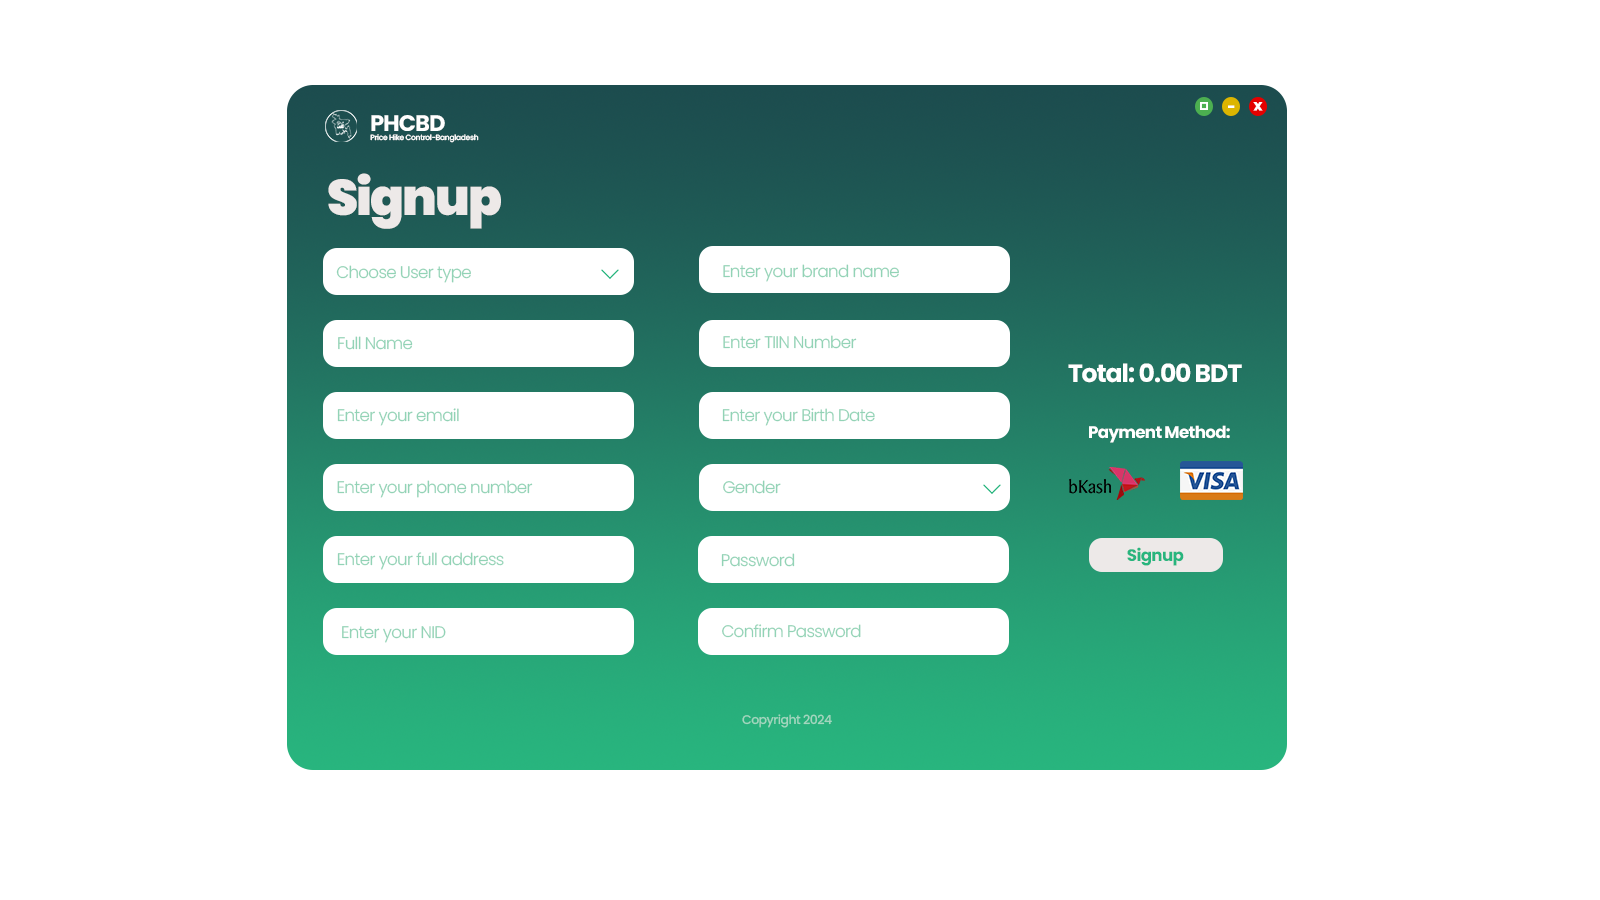 PHCBD
Price Hike Control-Bangladesh
Signup
Choose User type
Full Name
Enter your email
Enter your phone number
Enter your full address
Enter your NID
Enter your brand name
Enter TIIN Number
Enter your Birth Date
Gender
Password
Confirm Password
Total: 0.00 BDT
Payment Method:
bKash
VISA
Signup
Copyright 2024